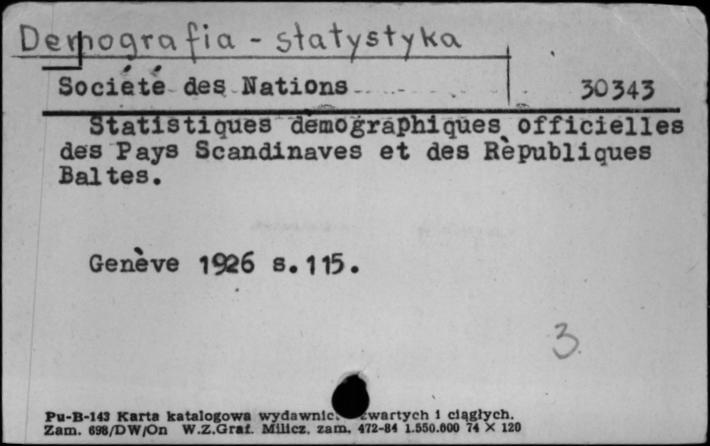 Demografia - statystyka
Société des Nations 30343
Statistiques démographiques officielles
des Pays Scandinaves et des Rèpubliques
Baltes.
Genève 1926 s. 115.
3.
Pu-B-143 Karta katalogowa wydawnic. zwartych i ciągłych.
Zam. 698/DW/On W.Z.Graf. Milicz. zam. 472-84 1.550.000 74 X 120